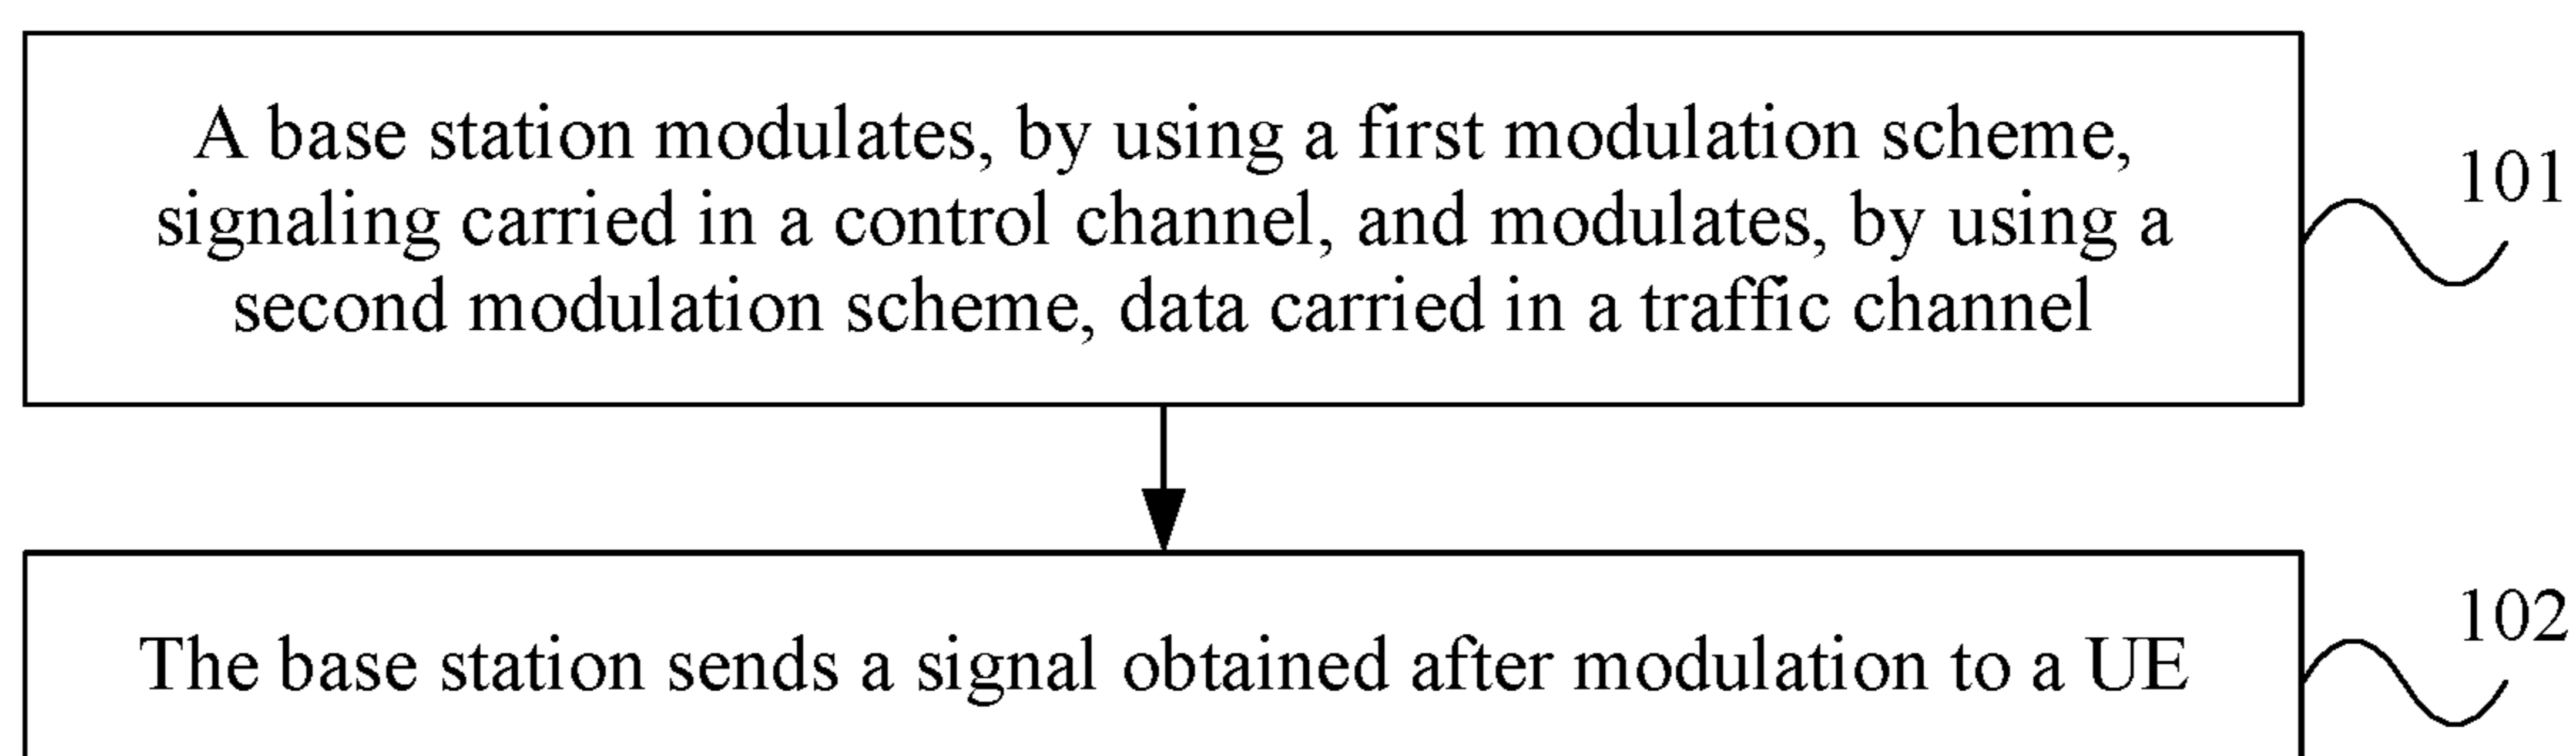 A base station modulates, by using a first modulation scheme,
signaling carried in a control channel, and modulates, by using a
second modulation scheme, data carried in a traffic channel
101
The base station sends a signal obtained after modulation to a UE
102